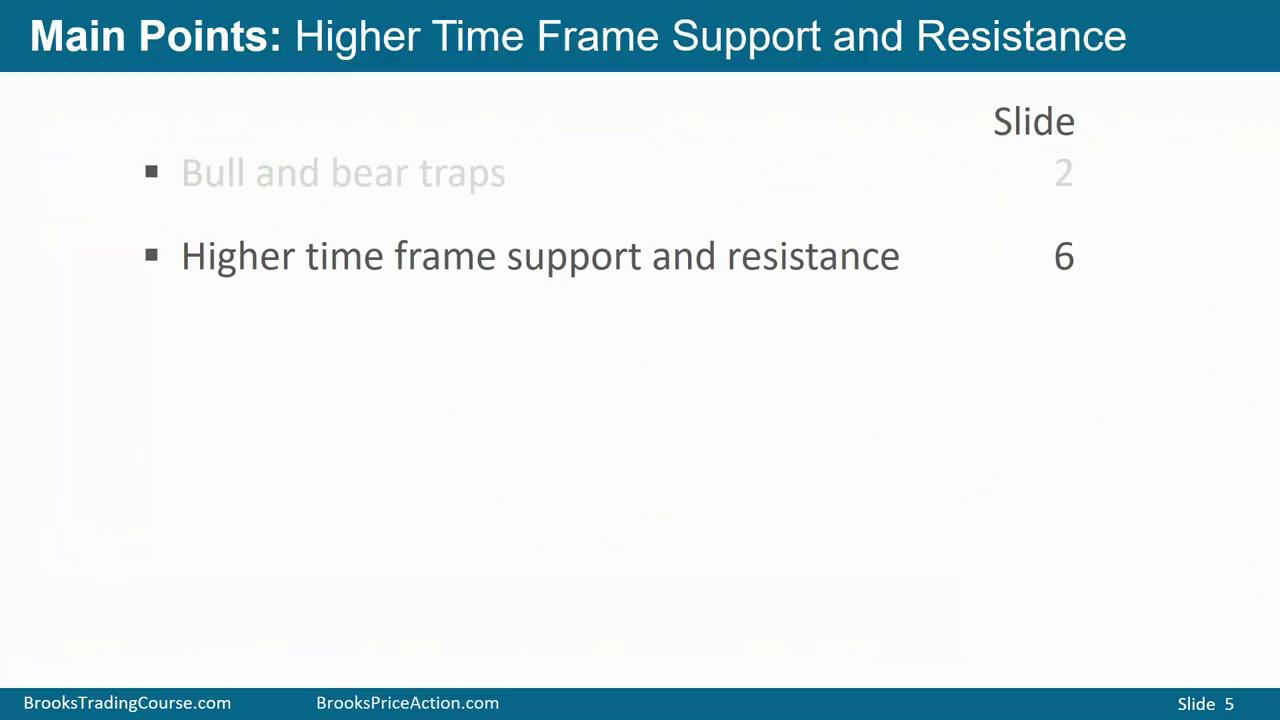 Main Points: Higher Time Frame Support and Resistance
Slide
▪ Bull and bear traps 2
▪ Higher time frame support and resistance 6
BrooksTradingCourse.com BrooksPriceAction.com Slide 5